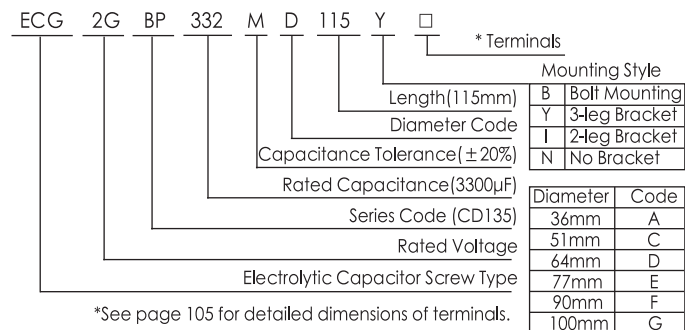 ECG 2G BP 332 M D 115 Y □
* Terminals
Mounting Style
B Bolt Mounting
Y 3-leg Bracket
I 2-leg Bracket
N No Bracket
Length(115mm)
Diameter Code
Capacitance Tolerance(±20%)
Rated Capacitance(3300μF)
Series Code (CD135)
Rated Voltage
Electrolytic Capacitor Screw Type
Diameter Code
36mm A
51mm C
64mm D
77mm E
90mm F
100mm G
*See page 105 for detailed dimensions of terminals.